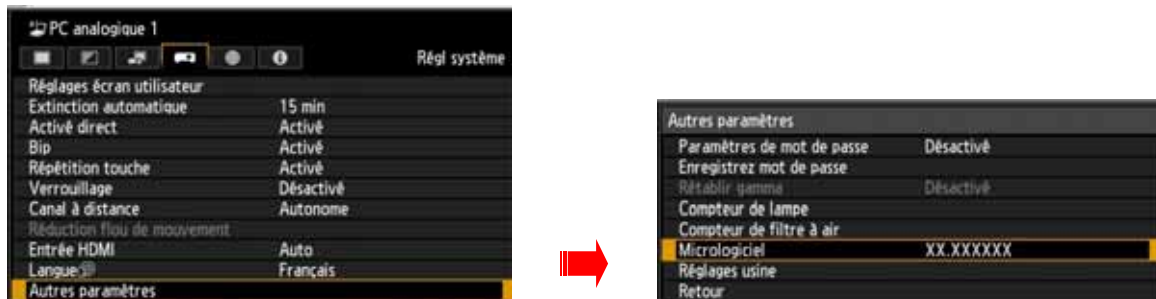 PC analogique 1
Régl système
Réglages écran utilisateur
Extinction automatique 15 min
Activé direct Activé
Bip Activé
Répétition touche Activé
Verrouillage Désactivé
Canal à distance Autonome
Réduction flou de mouvement
Entrée HDMI Auto
Langue Français
Autres paramètres
Autres paramètres
Paramètres de mot de passe Désactivé
Enregistrez mot de passe
Rétablir gamma Désactivé
Compteur de lampe
Compteur de filtre à air
Micrologiciel XX.XXXXXX
Réglages usine
Retour